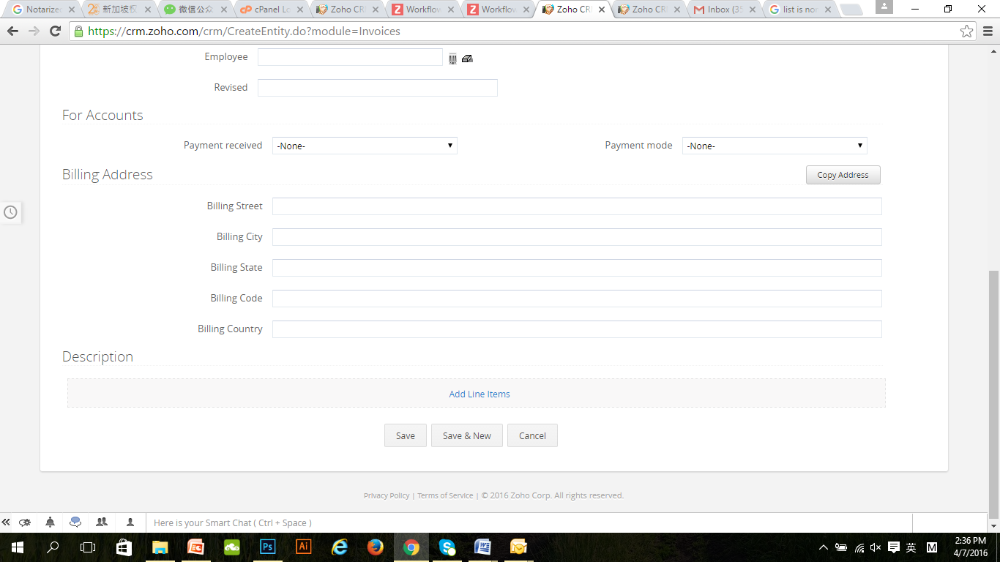 Notarize
新加坡权
微信公众
cPanel Lo
Zoho CR
Workflow
Workflow
Zoho CR
Zoho CR
Inbox (35
list is nor
https://crm.zoho.com/crm/CreateEntity.do?module=Invoices
Employee
Revised
For Accounts
Payment received -None- Payment mode -None-
Billing Address Copy Address
Billing Street
Billing City
Billing State
Billing Code
Billing Country
Description
Add Line Items
Save Save & New Cancel
Privacy Policy | Terms of Service | © 2016 Zoho Corp. All rights reserved.
Here is your Smart Chat ( Ctrl + Space )
英 M 2:36 PM
4/7/2016